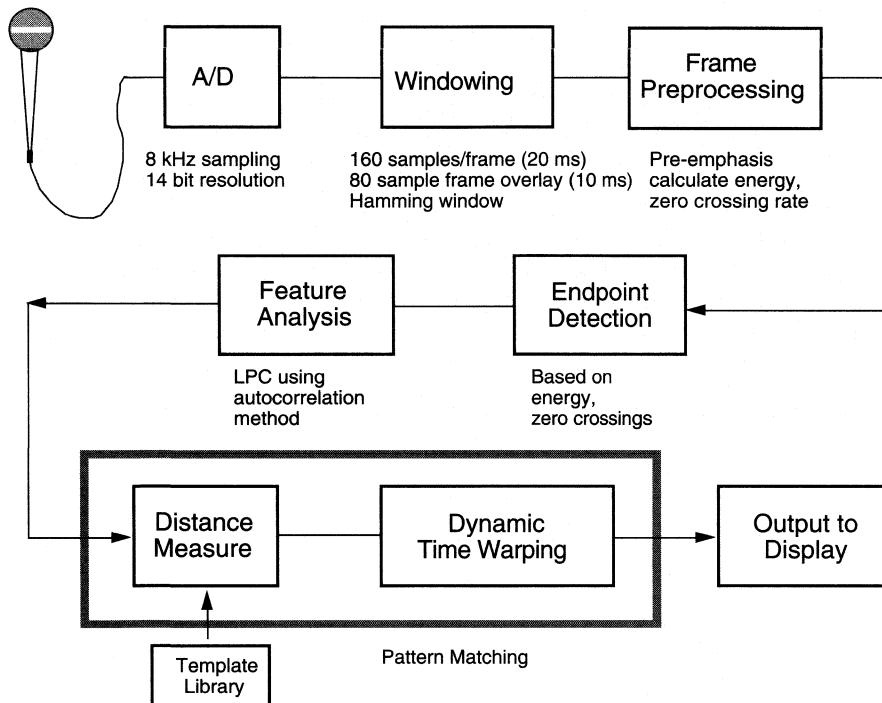 A/D
Windowing
Frame
Preprocessing
8 kHz sampling
14 bit resolution
160 samples/frame (20 ms)
80 sample frame overlay (10 ms)
Hamming window
Pre-emphasis
calculate energy,
zero crossing rate
Feature
Analysis
Endpoint
Detection
LPC using
autocorrelation
method
Based on
energy,
zero crossings
Distance
Measure
Dynamic
Time Warping
Output to
Display
Template
Library
Pattern Matching